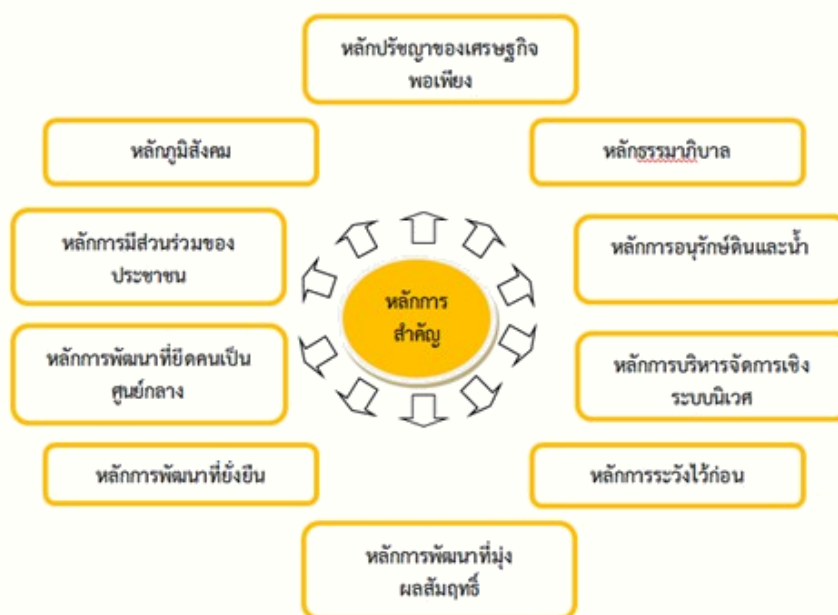 หลักปรัชญาของเศรษฐกิจ
พอเพียง
หลักภูมิสังคม
หลักธรรมาภิบาล
หลักการมีส่วนร่วมของ
ประชาชน
หลักการอนุรักษ์ดินและน้ำ
หลักการ
สำคัญ
หลักการพัฒนาที่ยึดคนเป็น
ศูนย์กลาง
หลักการบริหารจัดการเชิง
ระบบนิเวศ
หลักการพัฒนาที่ยั่งยืน
หลักการระวังไว้ก่อน
หลักการพัฒนาที่มุ่ง
ผลสัมฤทธิ์